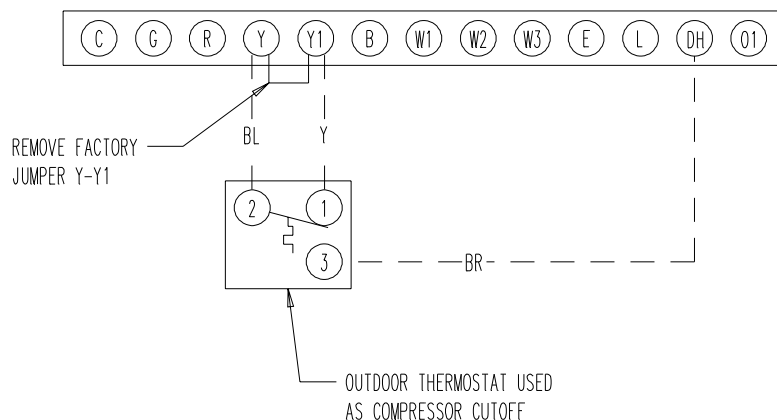 C G R Y Y1 B W1 W2 W3 E L DH O1
BL Y
REMOVE FACTORY
JUMPER Y-Y1
2 1
3
BR
OUTDOOR THERMOSTAT USED
AS COMPRESSOR CUTOFF